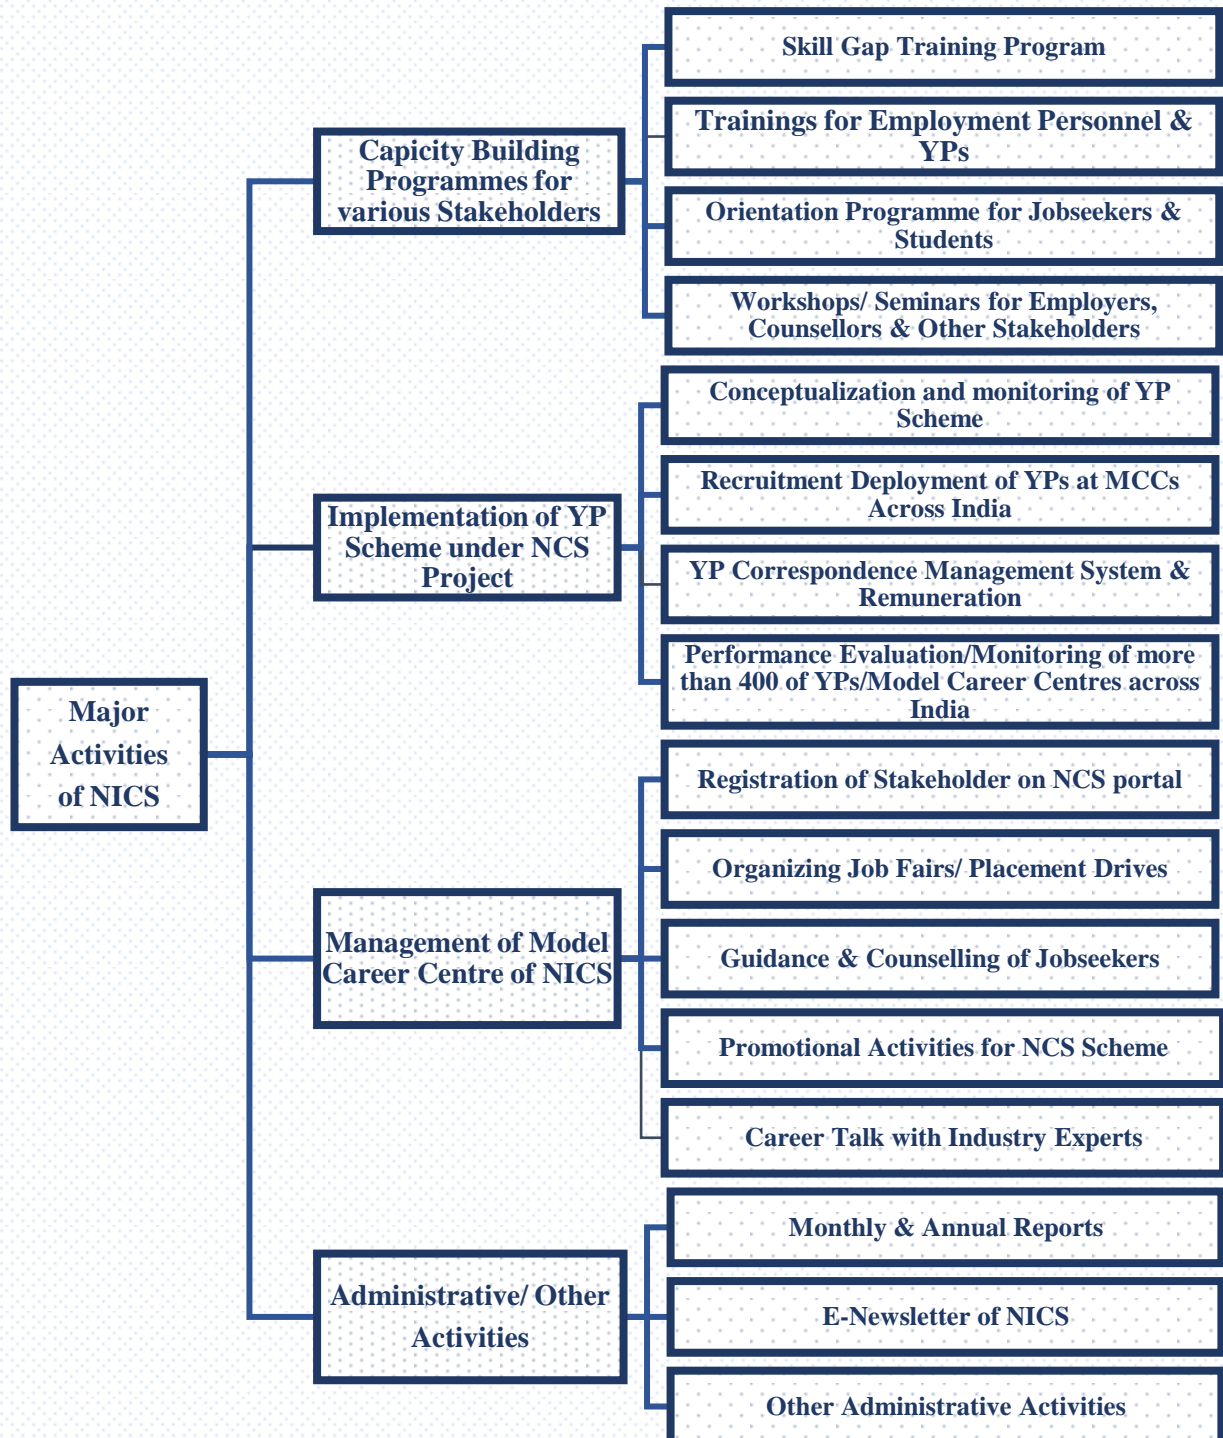 Major
Activities
of NICS
Capicity Building
Programmes for
various Stakeholders
Skill Gap Training Program
Trainings for Employment Personnel &
YPs
Orientation Programme for Jobseekers &
Students
Workshops/ Seminars for Employers,
Counsellors & Other Stakeholders
Implementation of YP
Scheme under NCS
Project
Conceptualization and monitoring of YP
Scheme
Recruitment Deployment of YPs at MCCs
Across India
YP Correspondence Management System &
Remuneration
Performance Evaluation/Monitoring of more
than 400 of YPs/Model Career Centres across
India
Management of Model
Career Centre of NICS
Registration of Stakeholder on NCS portal
Organizing Job Fairs/ Placement Drives
Guidance & Counselling of Jobseekers
Promotional Activities for NCS Scheme
Career Talk with Industry Experts
Administrative/ Other
Activities
Monthly & Annual Reports
E-Newsletter of NICS
Other Administrative Activities